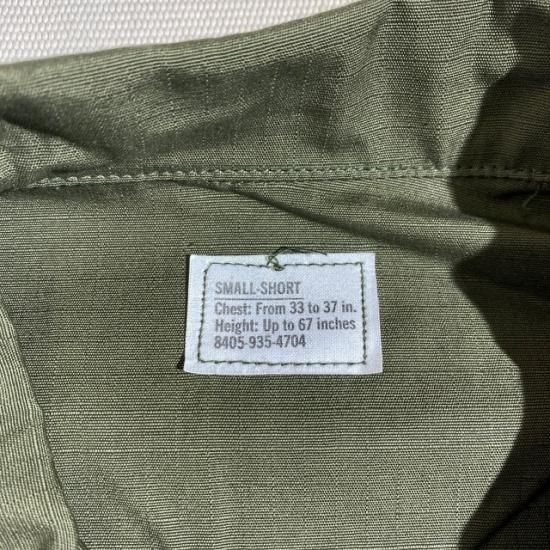 SMALL-SHORT
Chest: From 33 to 37 in.
Height: Up to 67 inches
8405-935-4704